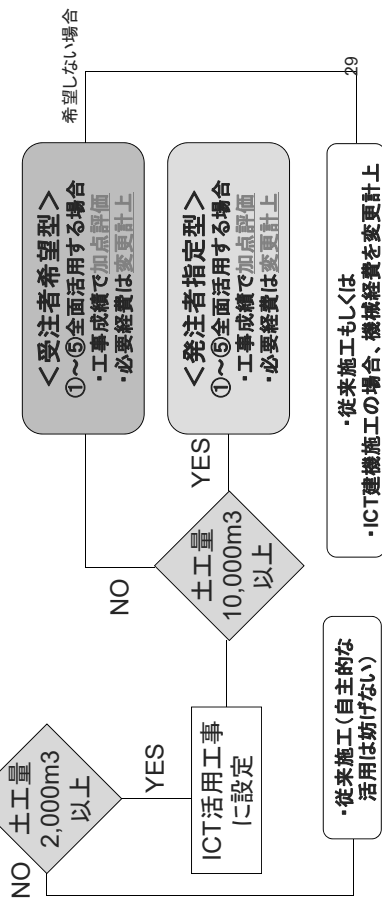 土工量
2,000m3
以上
NO
YES
ICT活用工事
に設定
・従来施工(自主的な
活用は妨げない)
土工量
10,000m3
以上
NO
YES
<受注者希望型>
①~⑤全面活用する場合
・工事成績で加点評価
・必要経費は変更計上
<発注者指定型>
①~⑤全面活用する場合
・工事成績で加点評価
・必要経費は変更計上
希望しない場合
・従来施工もしくは
・ICT建機施工の場合、機械経費を変更計上
29